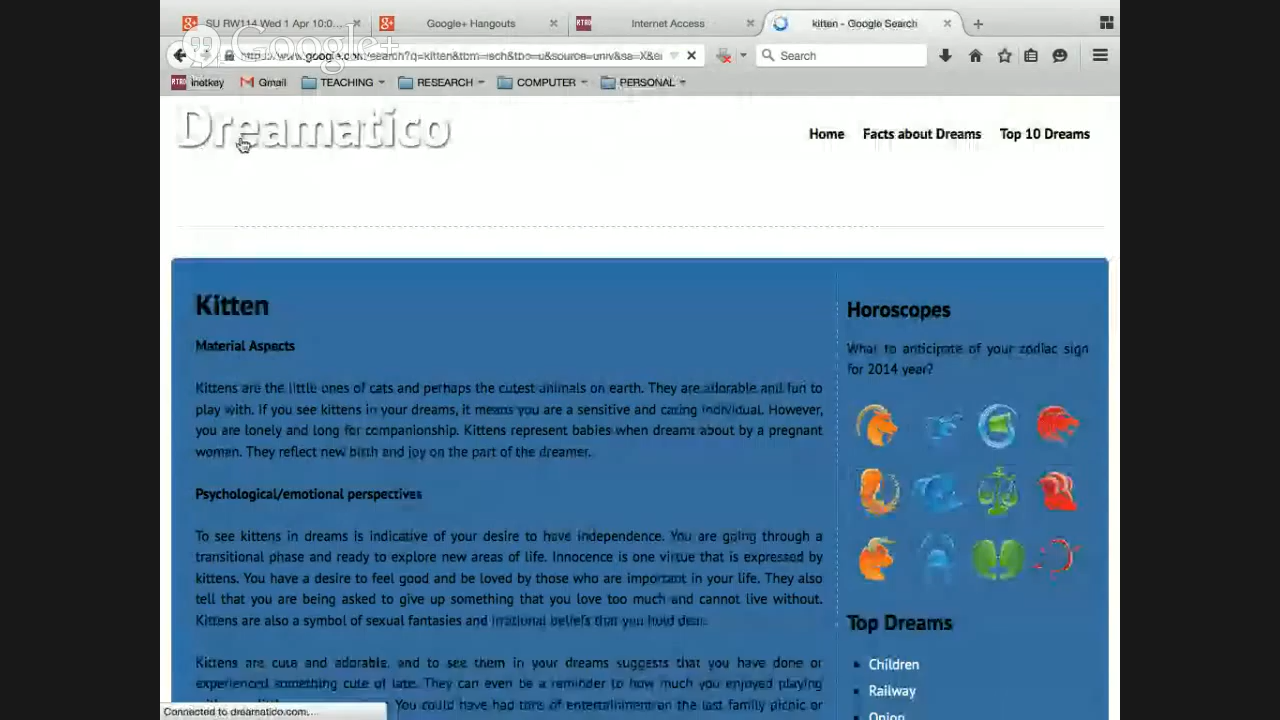 SU RW114 Wed 1 Apr 10:0...
Google+ Hangouts
Internet Access
kitten - Google Search
Google+
Search
inetkey
Gmail
TEACHING
RESEARCH
COMPUTER
PERSONAL
Dreamatico
Home
Facts about Dreams
Top 10 Dreams
Kitten
Material Aspects
Kittens are the little ones of cats and perhaps the cutest animals on earth. They are adorable and fun to
play with. If you see kittens in your dreams, it means you are a sensitive and caring individual. However,
you are lonely and long for companionship. Kittens represent babies when dreamt about by a pregnant
woman. They reflect new birth and joy on the part of the dreamer.
Psychological/emotional perspectives
To see kittens in dreams is indicative of your desire to have independence. You are going through a
transitional phase and ready to explore new areas of life. Innocence is one virtue that is expressed by
kittens. You have a desire to feel good and be loved by those who are important in your life. They also
tell that you are being asked to give up something that you love too much and cannot live without.
Kittens are also a symbol of sexual fantasies and irrational beliefs that you hold dear.
Kittens are cute and adorable, and to see them in your dreams suggests that you have done or
experienced something cute of late. They can even be a reminder to how much you enjoyed playing
You could have had tons of entertainment on the last family picnic or
Horoscopes
What to anticipate of your zodiac sign
for 2014 year?
Top Dreams
Children
Railway
Onion
Connected to dreamatico.com...